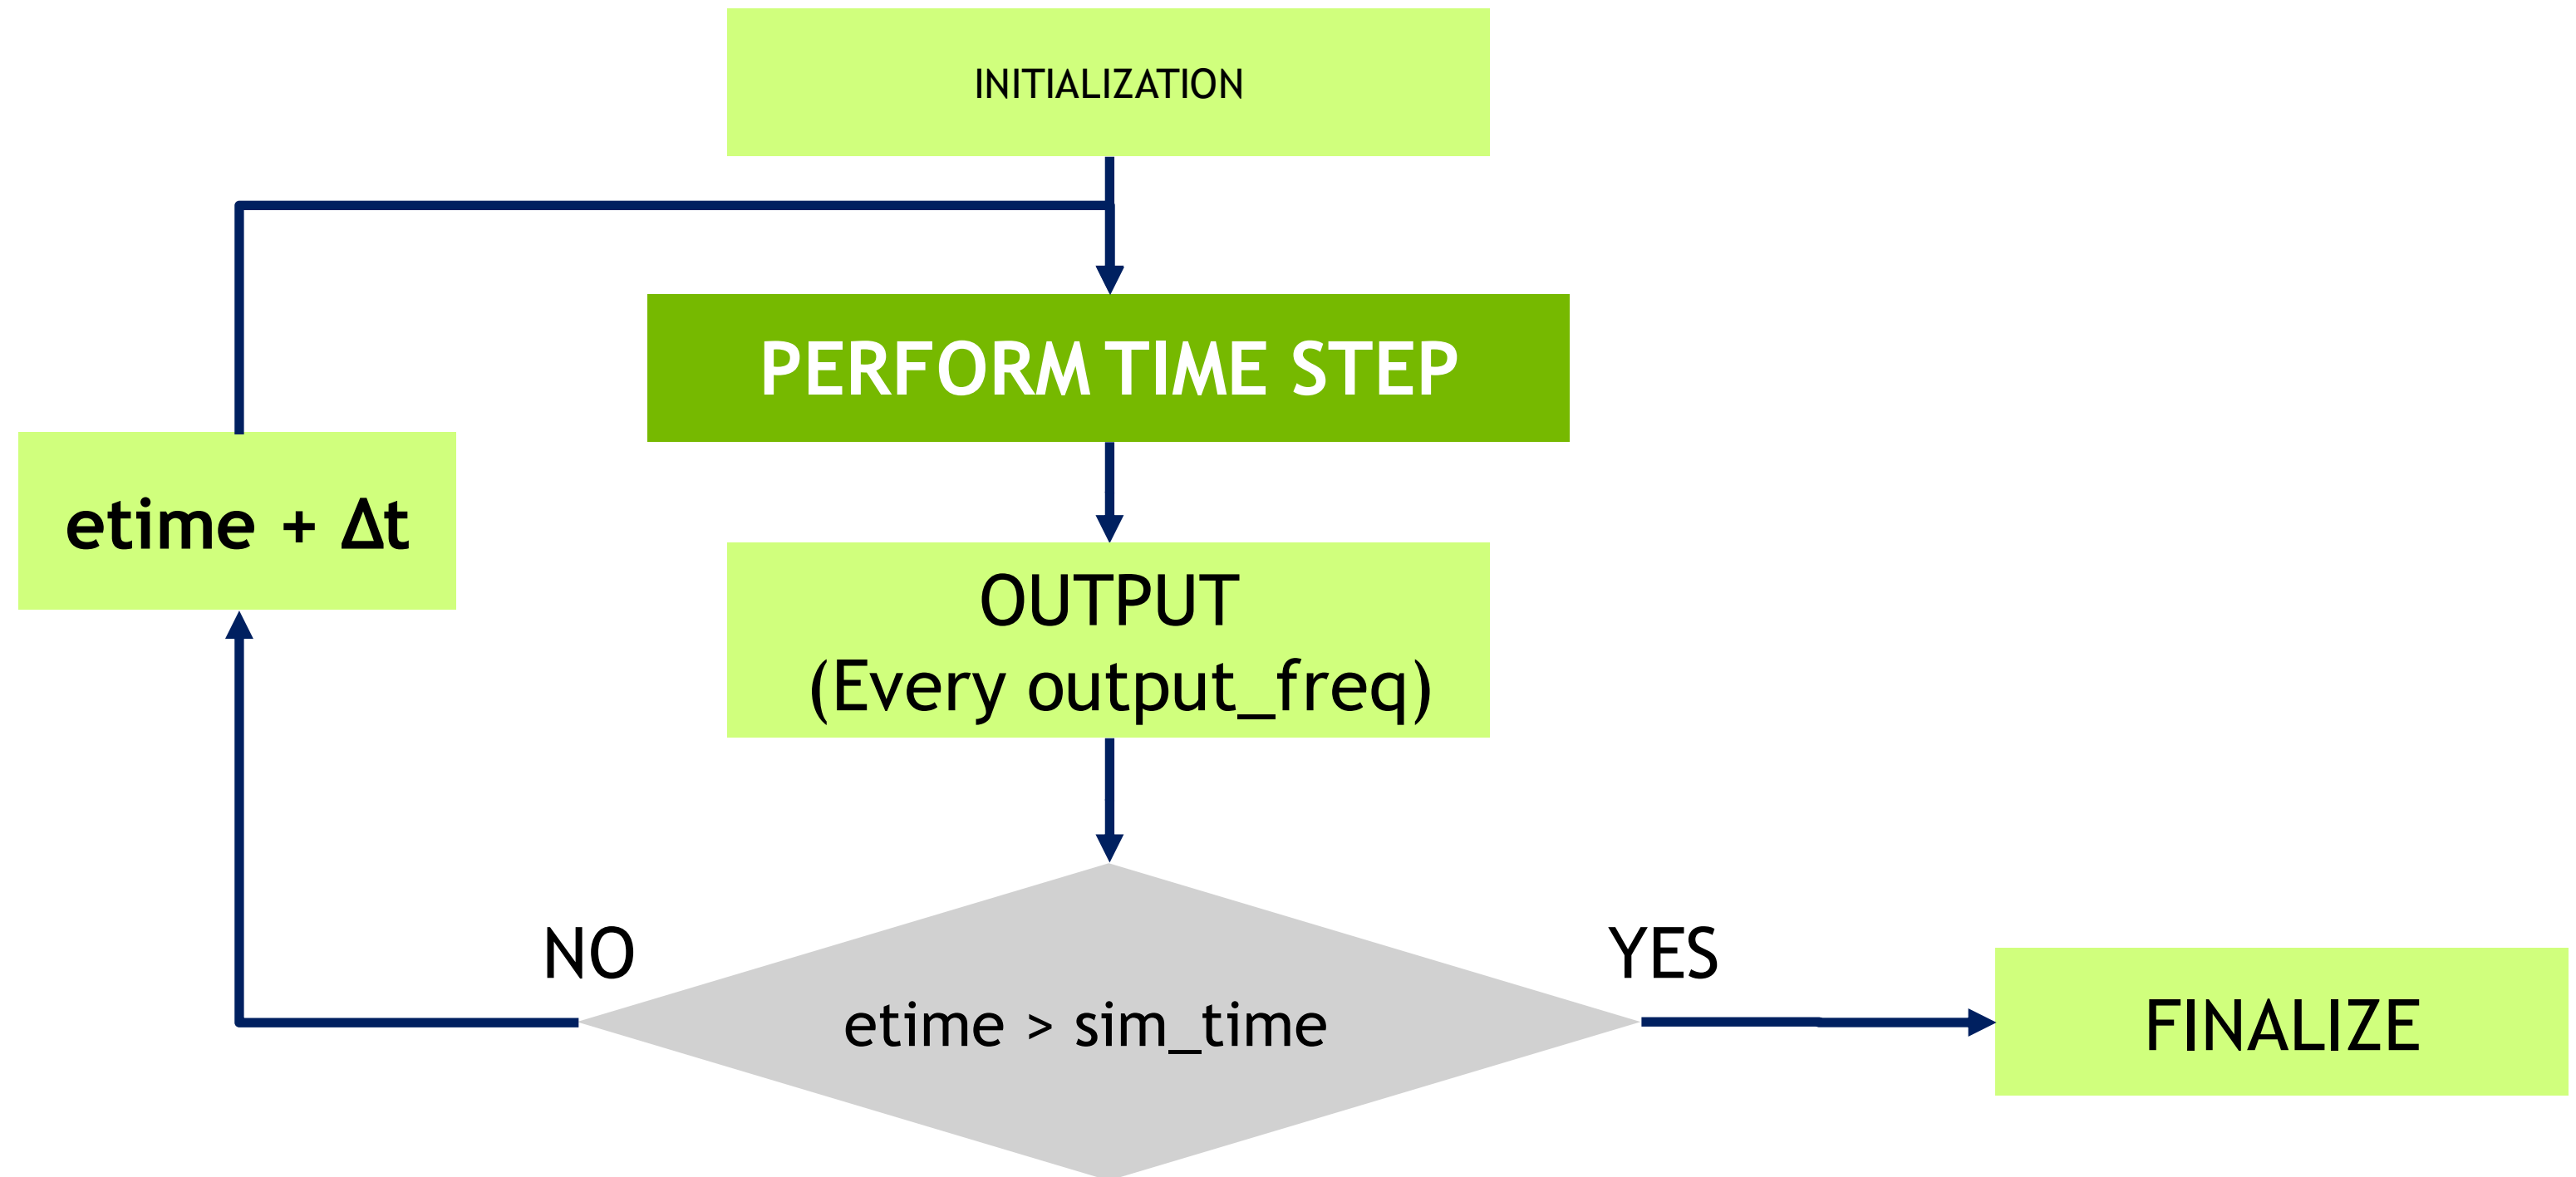 INITIALIZATION
PERFORM TIME STEP
etime + Δt
OUTPUT
(Every output_freq)
NO
YES
etime > sim_time
FINALIZE